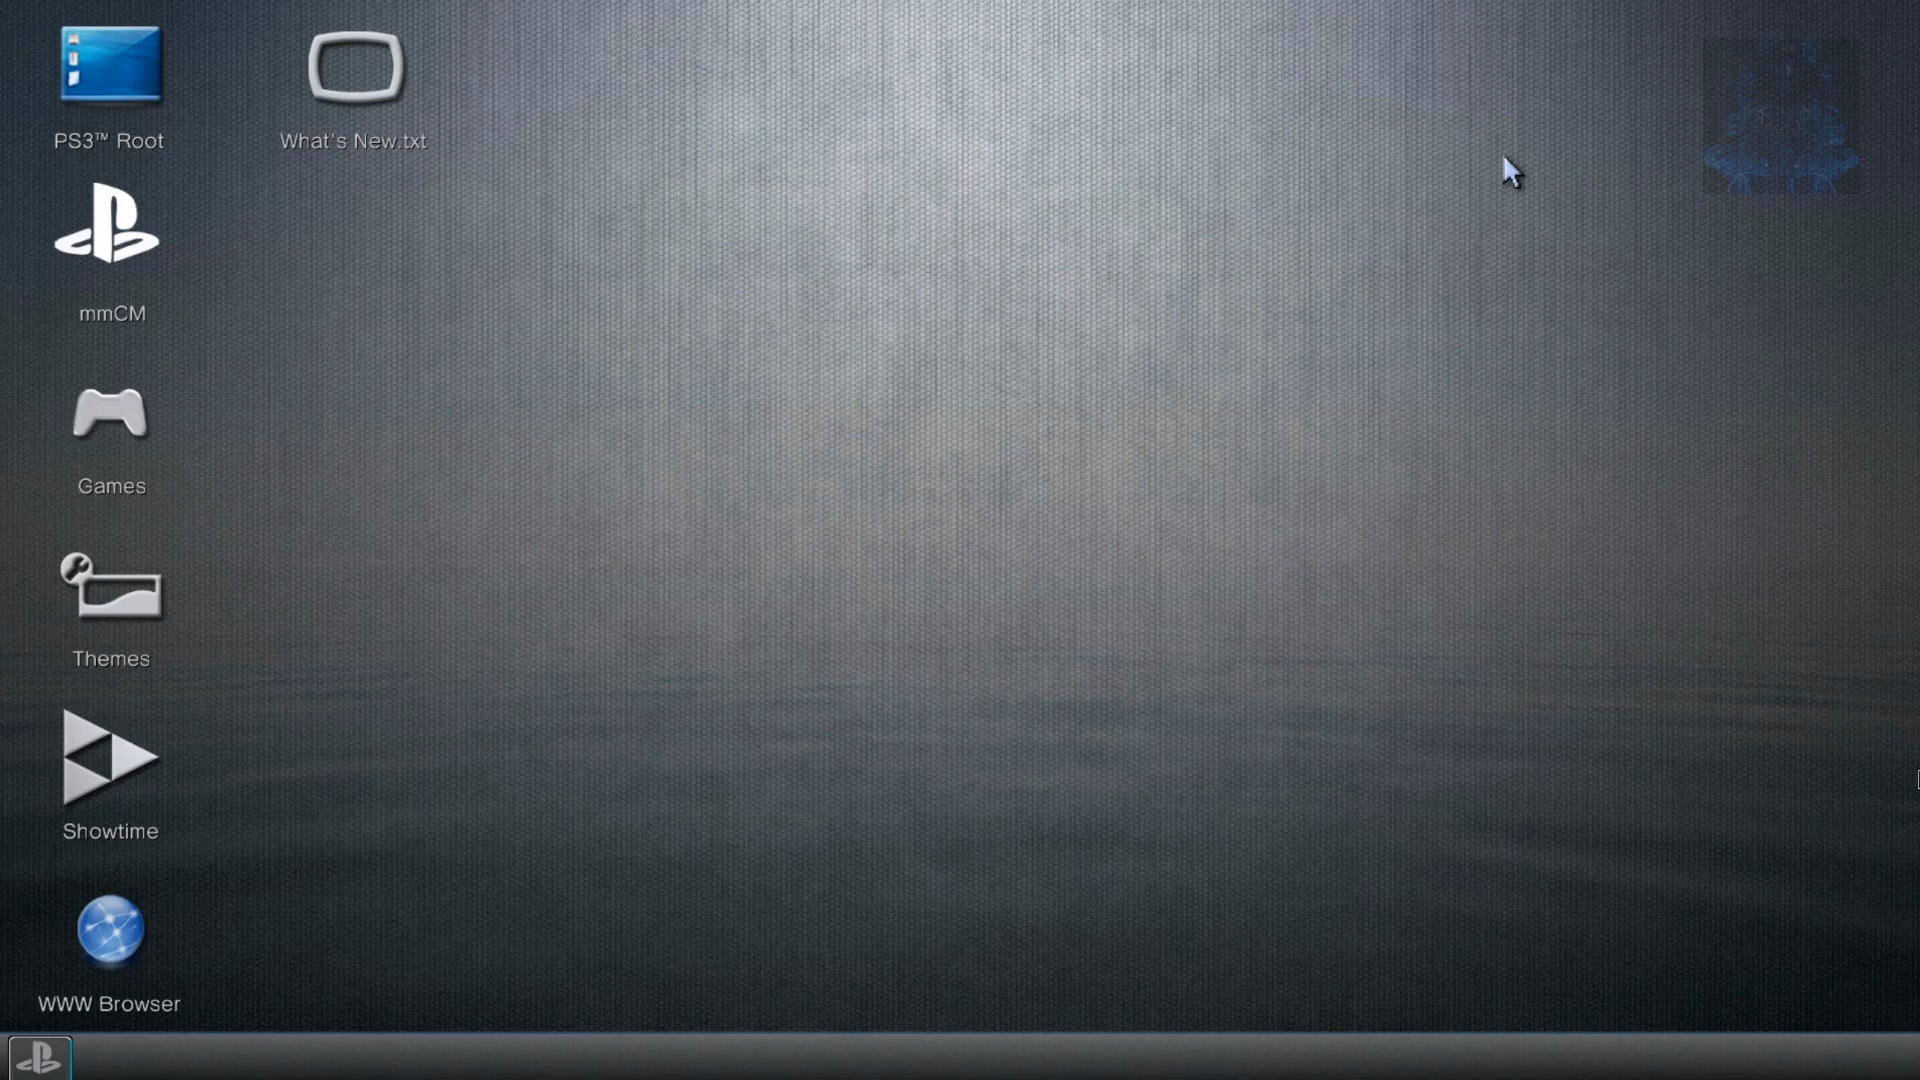 PS3™ Root
What's New.txt
mmCM
Games
Themes
Showtime
WWW Browser